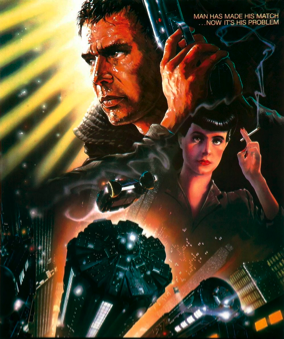 MAN HAS MADE HIS MATCH
...NOW IT'S HIS PROBLEM